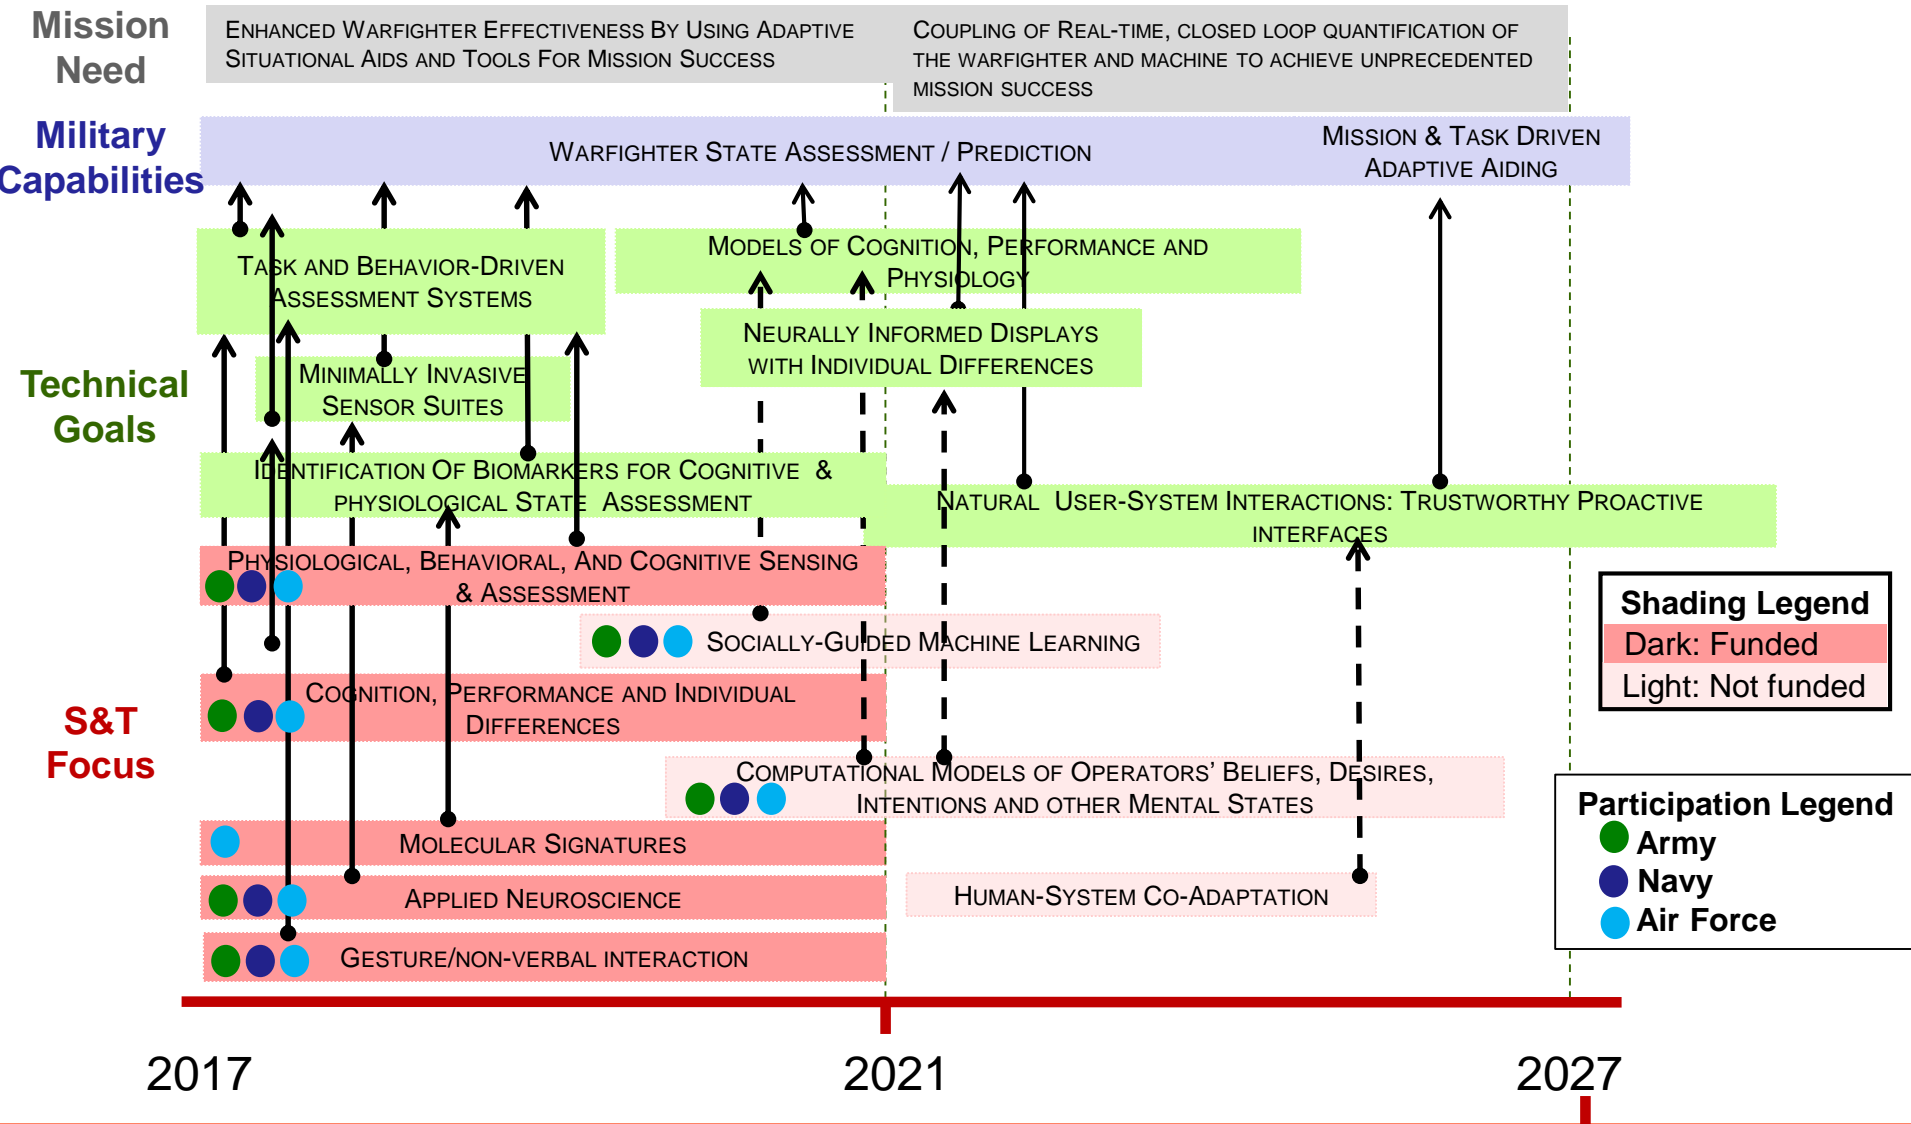 Mission
Need
ENHANCED WARFIGHTER EFFECTIVENESS BY USING ADAPTIVE
SITUATIONAL AIDS AND TOOLS FOR MISSION SUCCESS
COUPLING OF REAL-TIME, CLOSED LOOP QUANTIFICATION OF
THE WARFIGHTER AND MACHINE TO ACHIEVE UNPRECEDENTED
MISSION SUCCESS
Military
Capabilities
WARFIGHTER STATE ASSESSMENT / PREDICTION
MISSION & TASK DRIVEN
ADAPTIVE AIDING
Technical
Goals
TASK AND BEHAVIOR-DRIVEN
ASSESSMENT SYSTEMS
MODELS OF COGNITION, PERFORMANCE AND
PHYSIOLOGY
NEURALLY INFORMED DISPLAYS
WITH INDIVIDUAL DIFFERENCES
MINIMALLY INVASIVE
SENSOR SUITES
IDENTIFICATION OF BIOMARKERS FOR COGNITIVE &
PHYSIOLOGICAL STATE ASSESSMENT
NATURAL USER-SYSTEM INTERACTIONS: TRUSTWORTHY PROACTIVE
INTERFACES
S&T
Focus
PHYSIOLOGICAL, BEHAVIORAL, AND COGNITIVE SENSING
& ASSESSMENT
SOCIALLY-GUIDED MACHINE LEARNING
COGNITION, PERFORMANCE AND INDIVIDUAL
DIFFERENCES
COMPUTATIONAL MODELS OF OPERATORS' BELIEFS, DESIRES,
INTENTIONS AND OTHER MENTAL STATES
MOLECULAR SIGNATURES
APPLIED NEUROSCIENCE
HUMAN-SYSTEM CO-ADAPTATION
GESTURE/NON-VERBAL INTERACTION
Shading Legend
Dark: Funded
Light: Not funded
Participation Legend
Army
Navy
Air Force
2017
2021
2027